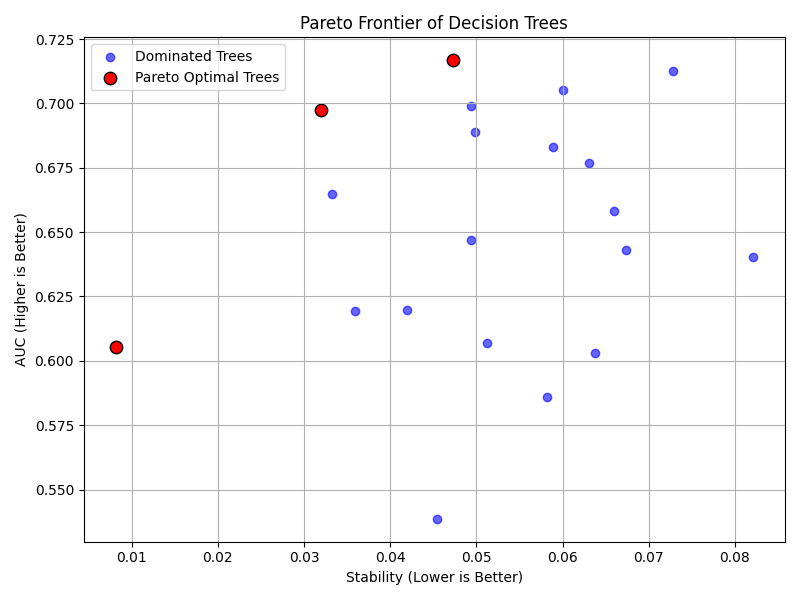 Pareto Frontier of Decision Trees
Dominated Trees
Pareto Optimal Trees
AUC (Higher is Better)
0.725
0.700
0.675
0.650
0.625
0.600
0.575
0.550
0.01 0.02 0.03 0.04 0.05 0.06 0.07 0.08
Stability (Lower is Better)